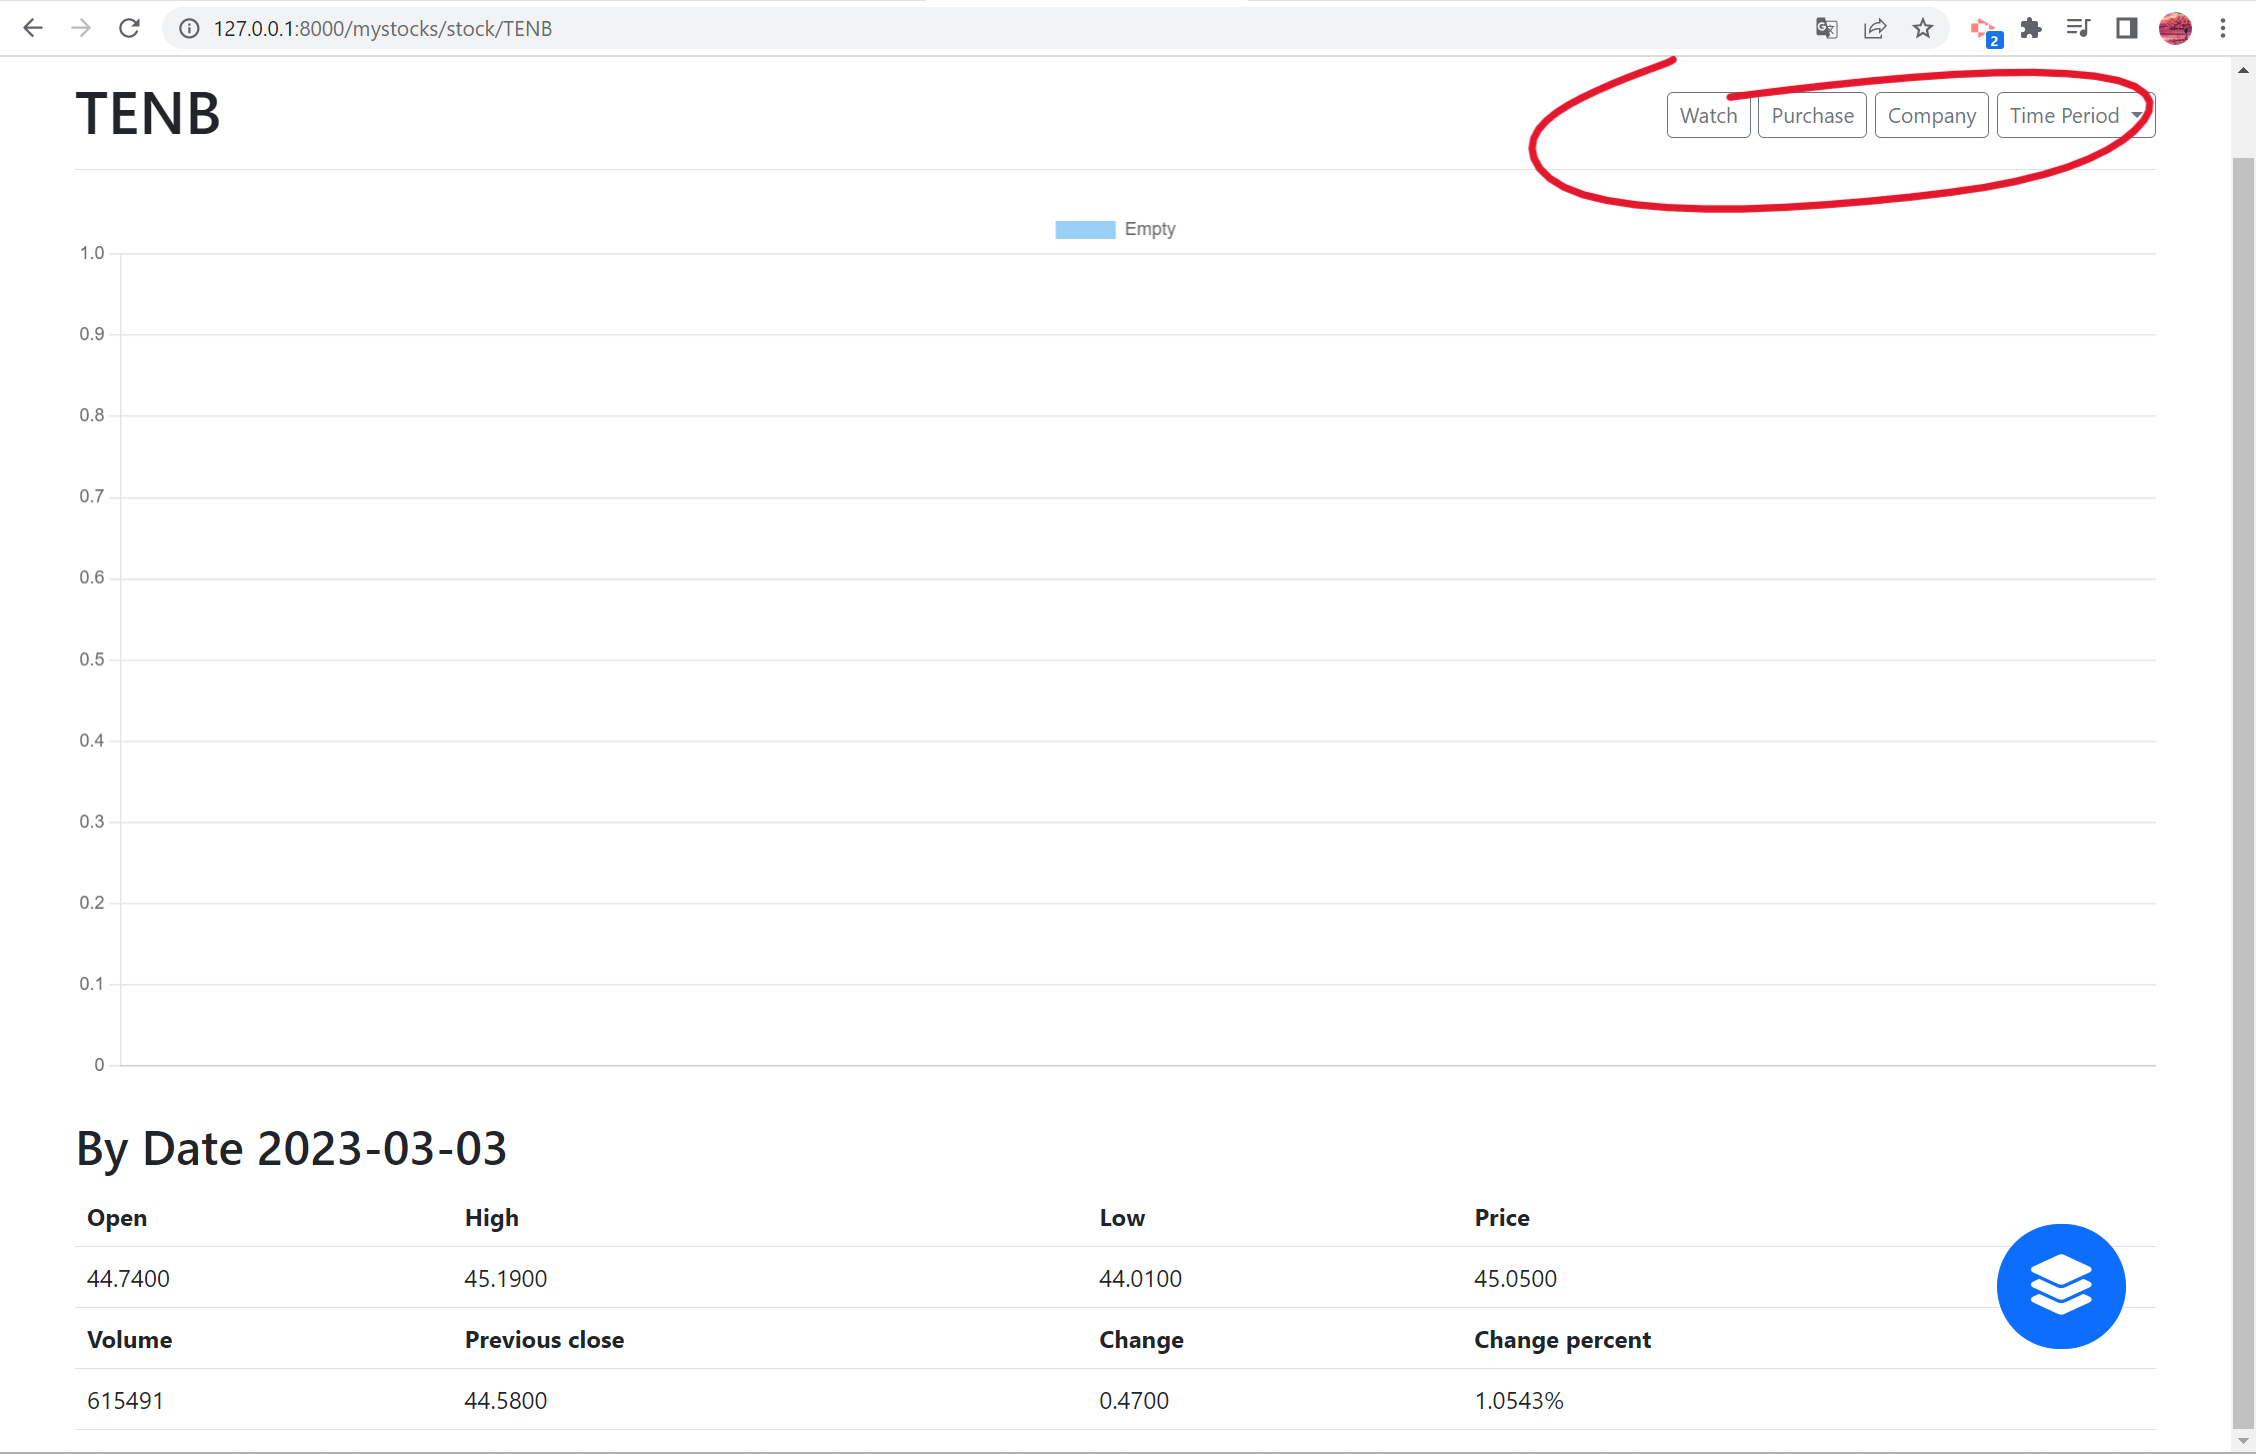 127.0.0.1:8000/mystocks/stock/TENB
2
TENB
Watch Purchase Company Time Period
Empty
1.0
0.9
0.8
0.7
0.6
0.5
0.4
0.3
0.2
0.1
0
By Date 2023-03-03
Open High Low Price
44.7400 45.1900 44.0100 45.0500
Volume Previous close Change Change percent
615491 44.5800 0.4700 1.0543%